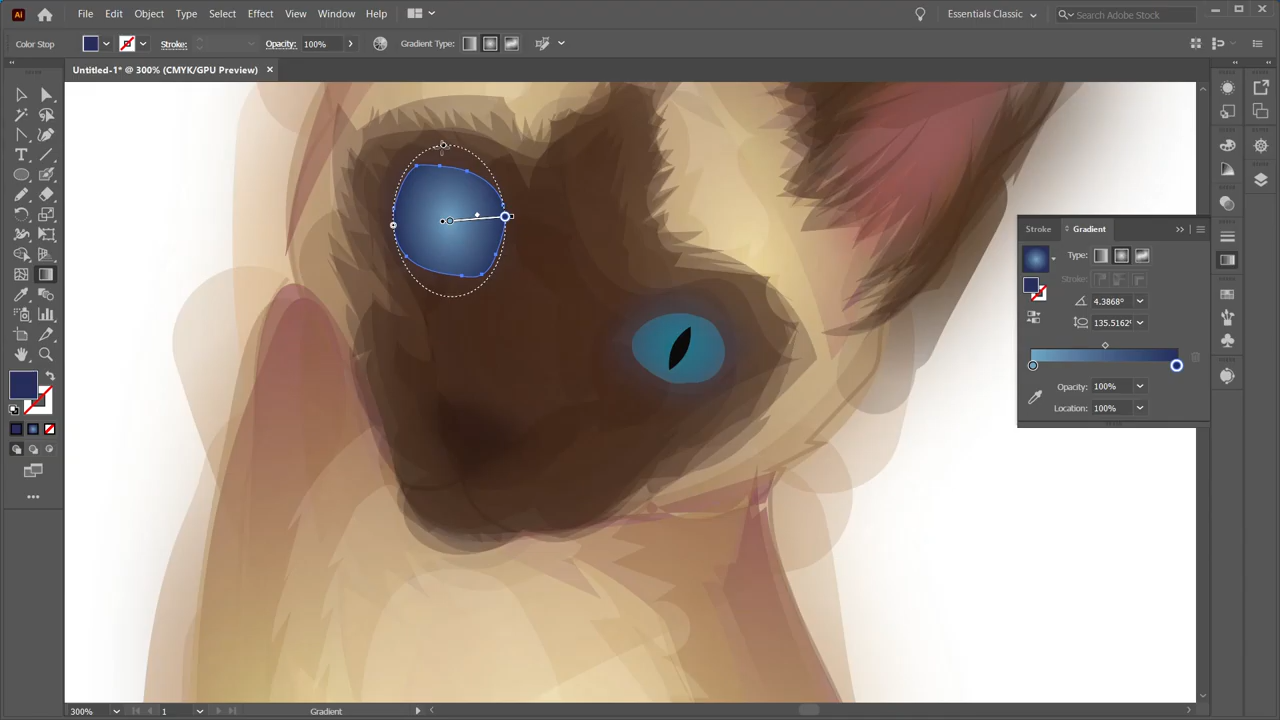 Ai File Edit Object Type Select Effect View Window Help Essentials Classic Search Adobe Stock
Color Stop Stroke: Opacity: 100% Gradient Type:
Untitled-1* @ 300% (CMYK/GPU Preview)
Stroke Gradient
Type:
Stroke:
4.3868°
135.5162%
Opacity: 100%
Location: 100%
300% 1 Gradient